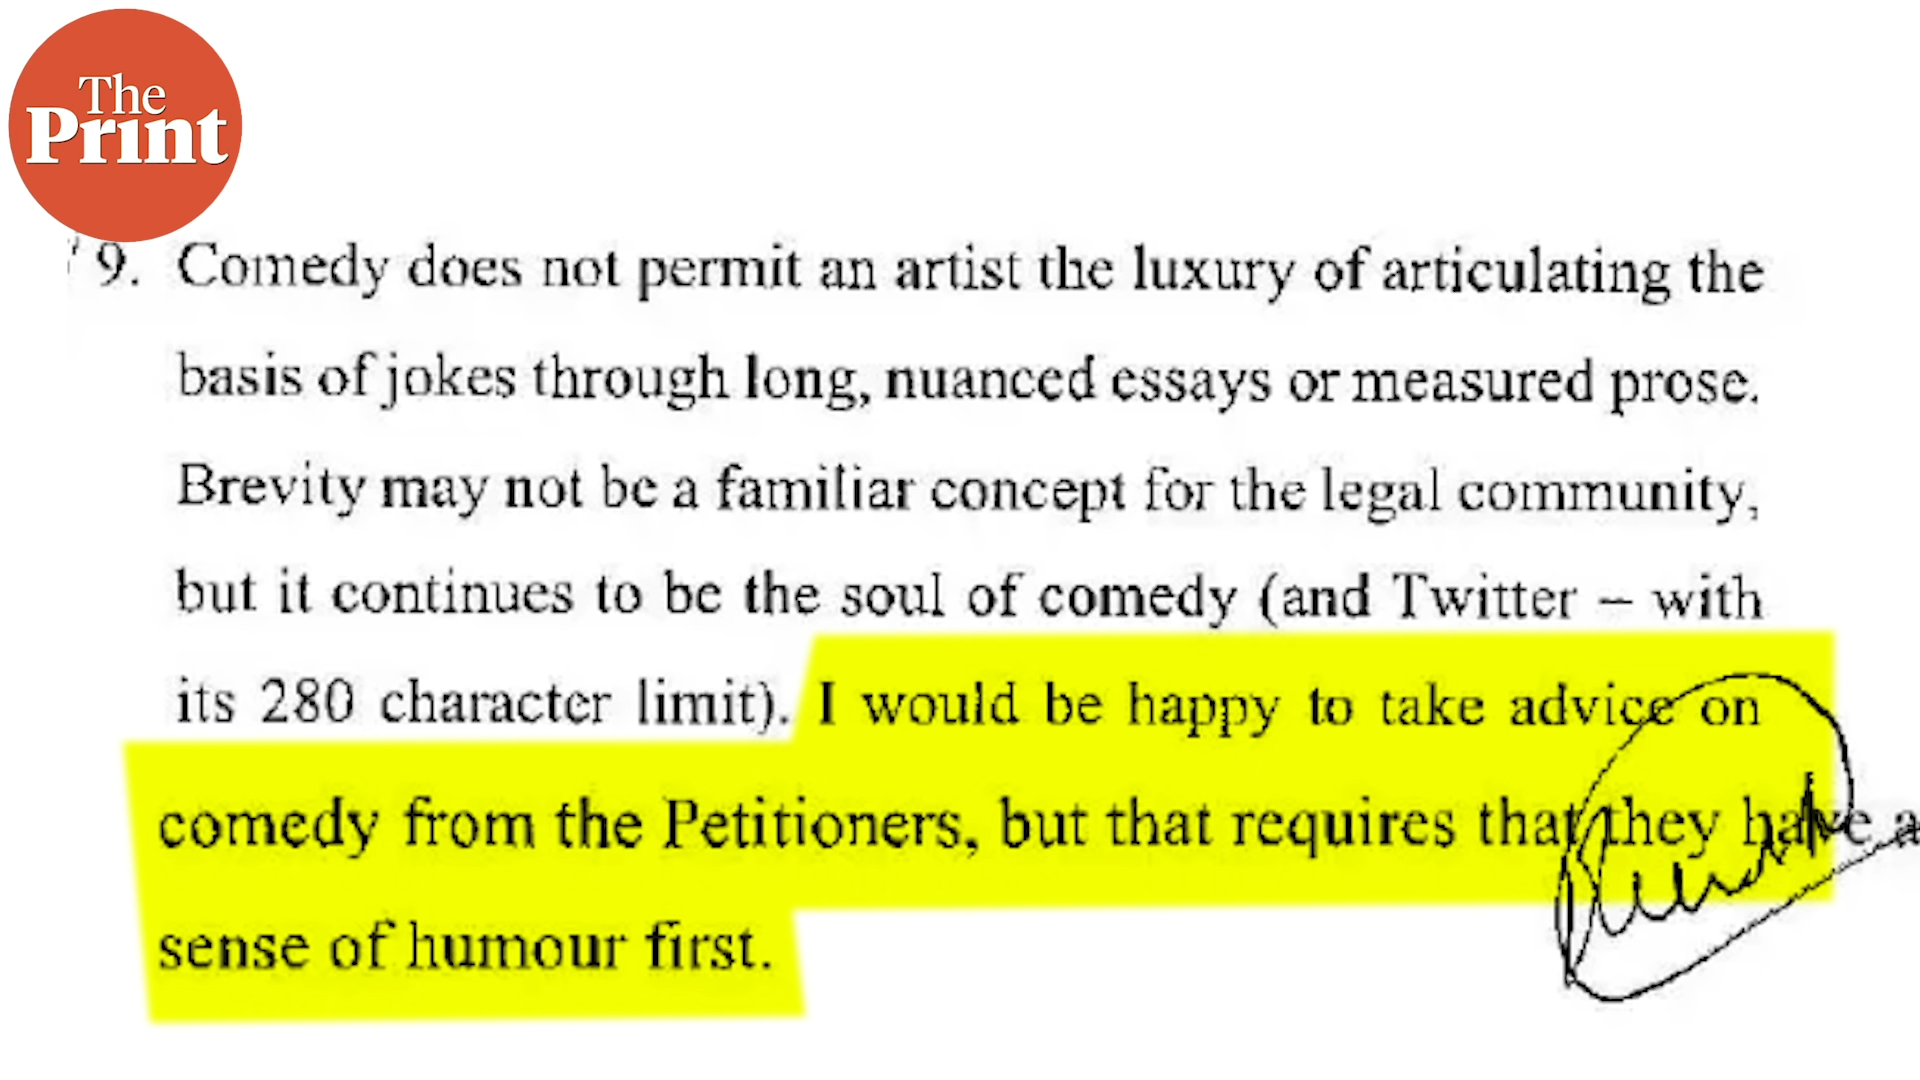 The
Print
9. Comedy does not permit an artist the luxury of articulating the
basis of jokes through long, nuanced essays or measured prose.
Brevity may not be a familiar concept for the legal community,
but it continues to be the soul of comedy (and Twitter – with
its 280 character limit). I would be happy to take advice on
comedy from the Petitioners, but that requires that they have a
sense of humour first.